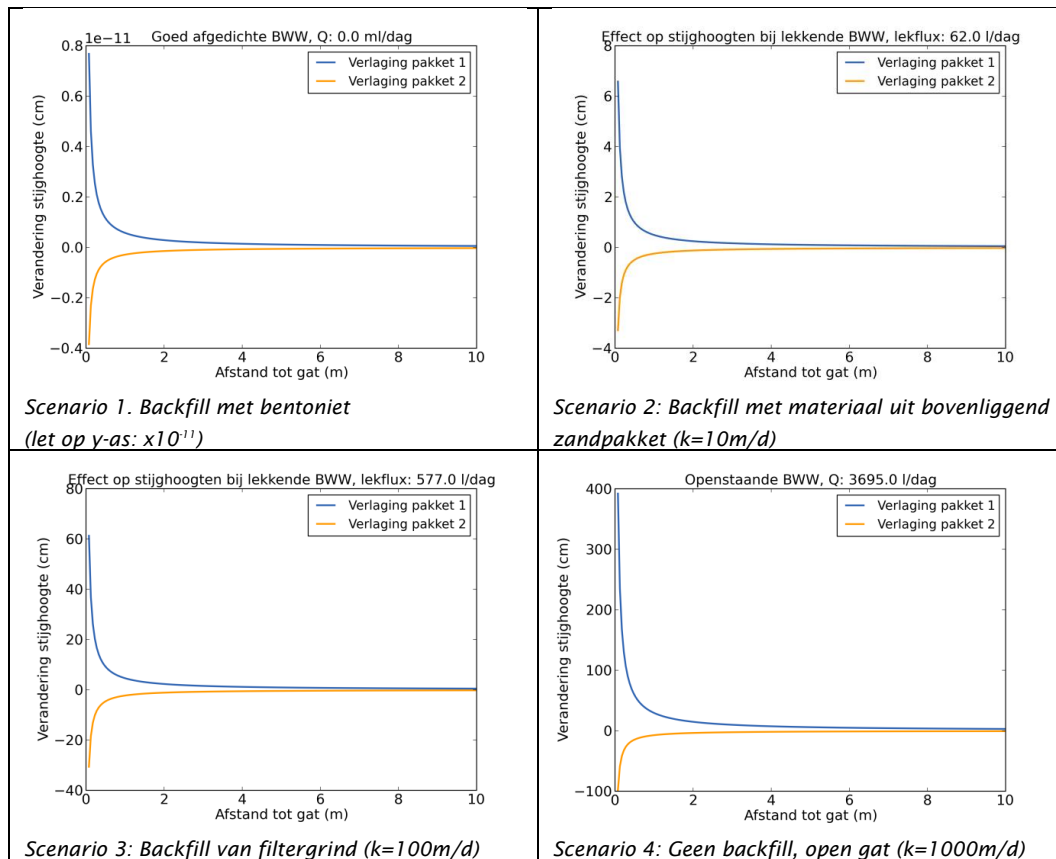 1e−11
Goed afgedichte BWW, Q: 0.0 ml/dag
Verlaging pakket 1
Verlaging pakket 2
Verandering stijghoogte (cm)
0.8
0.6
0.4
0.2
0.0
−0.2
−0.4
0 2 4 6 8 10
Afstand tot gat (m)
Scenario 1. Backfill met bentoniet
(let op y-as: x10-11)
Effect op stijghoogten bij lekkende BWW, lekflux: 62.0 l/dag
Verlaging pakket 1
Verlaging pakket 2
Verandering stijghoogte (cm)
8
6
4
2
0
−2
−4
0 2 4 6 8 10
Afstand tot gat (m)
Scenario 2: Backfill met materiaal uit bovenliggend
zandpakket (k=10m/d)
Effect op stijghoogten bij lekkende BWW, lekflux: 577.0 l/dag
Verlaging pakket 1
Verlaging pakket 2
Verandering stijghoogte (cm)
80
60
40
20
0
−20
−40
0 2 4 6 8 10
Afstand tot gat (m)
Scenario 3: Backfill van filtergrind (k=100m/d)
Openstaande BWW, Q: 3695.0 l/dag
Verlaging pakket 1
Verlaging pakket 2
Verandering stijghoogte (cm)
400
300
200
100
0
−100
0 2 4 6 8 10
Afstand tot gat (m)
Scenario 4: Geen backfill, open gat (k=1000m/d)